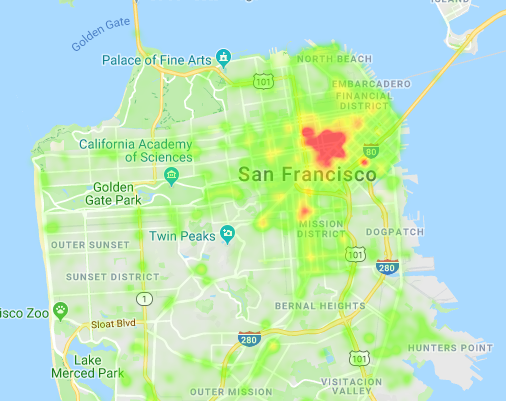 ISLAND
Golden Gate
Palace of Fine Arts
NORTH BEACH
101
EMBARCADERO
FINANCIAL
DISTRICT
California Academy
of Sciences
80
San Francisco
Golden
Gate Park
MISSION
DISTRICT
Twin Peaks
DOGPATCH
OUTER SUNSET
101
280
SUNSET DISTRICT
1
BERNAL HEIGHTS
isco Zoo
Sloat Blvd
280
HUNTERS POINT
Lake
Merced Park
101
VISITACION
VALLEY
OUTER MISSION